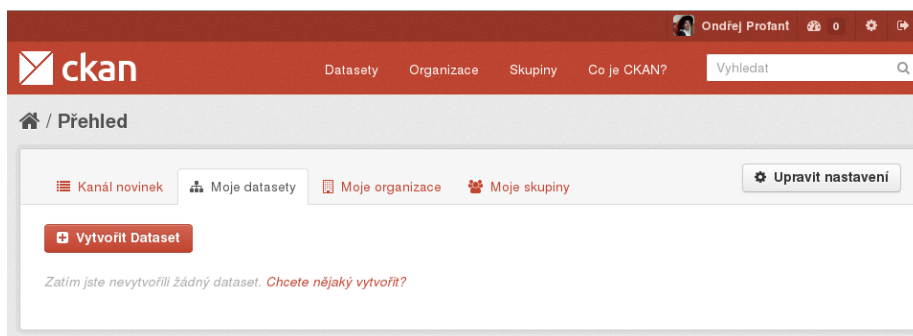 Ondřej Profant 0
ckan Datasety Organizace Skupiny Co je CKAN? Vyhledat
/ Přehled
Kanál novinek Moje datasety Moje organizace Moje skupiny Upravit nastavení
Vytvořit Dataset
Zatím jste nevytvořili žádný dataset. Chcete nějaký vytvořit?